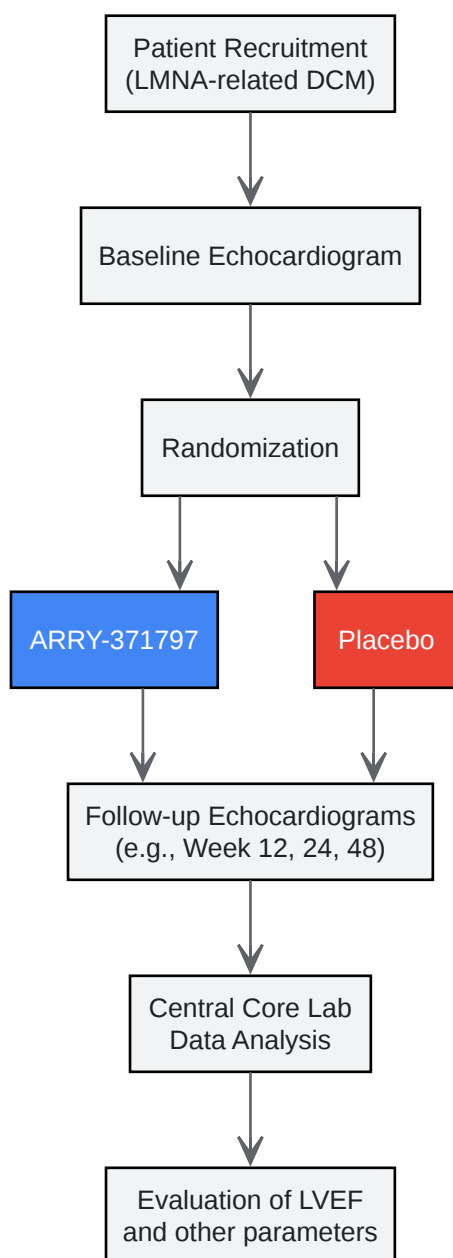 Patient Recruitment
(LMNA-related DCM)
Baseline Echocardiogram
Randomization
ARRY-371797
Placebo
Follow-up Echocardiograms
(e.g., Week 12, 24, 48)
Central Core Lab
Data Analysis
Evaluation of LVEF
and other parameters